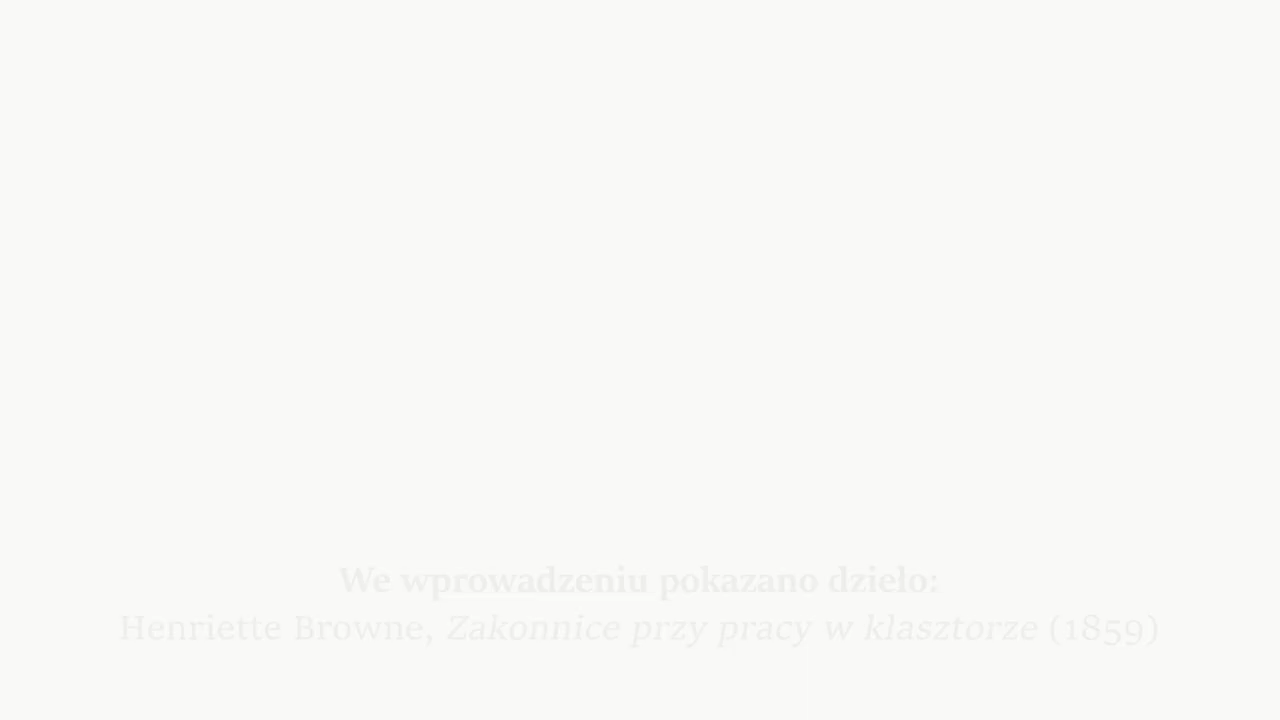 We wprowadzeniu pokazano dzieło:
Henriette Browne, Zakonnice przy pracy w klasztorze (1859)